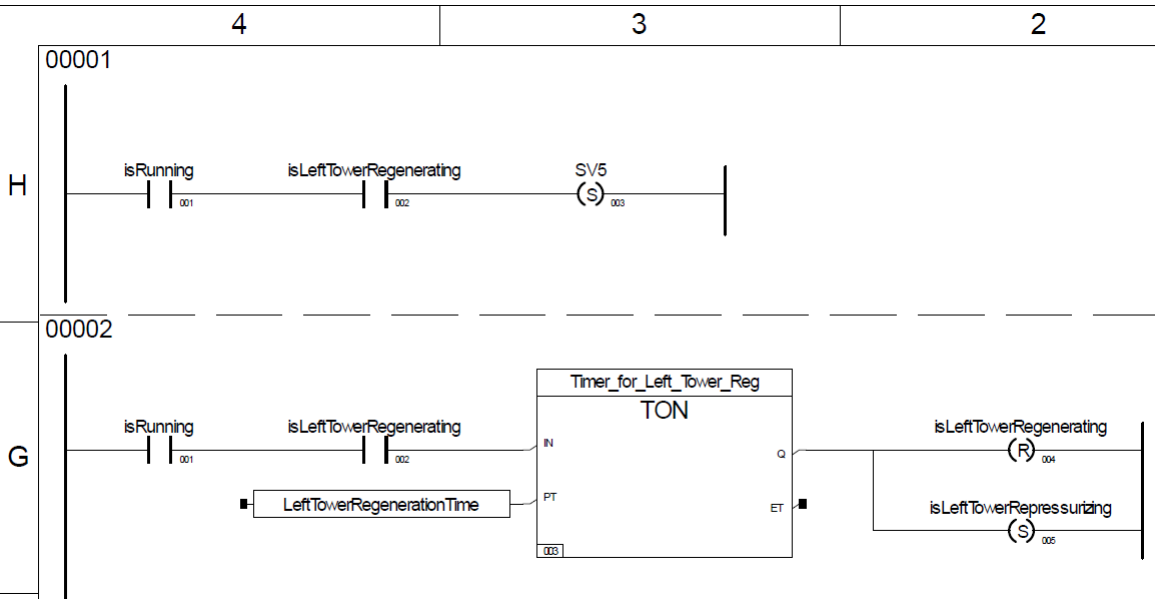 4 3 2
00001
H
isRunning isLeftTowerRegenerating SV5
001 002 S 003
00002
G
Timer_for_Left_Tower_Reg
TON
isRunning isLeftTowerRegenerating isLeftTowerRegenerating
IN
001 002 Q R 004
LeftTowerRegenerationTime PT ET isLeftTowerRepressurizing
S 005
003